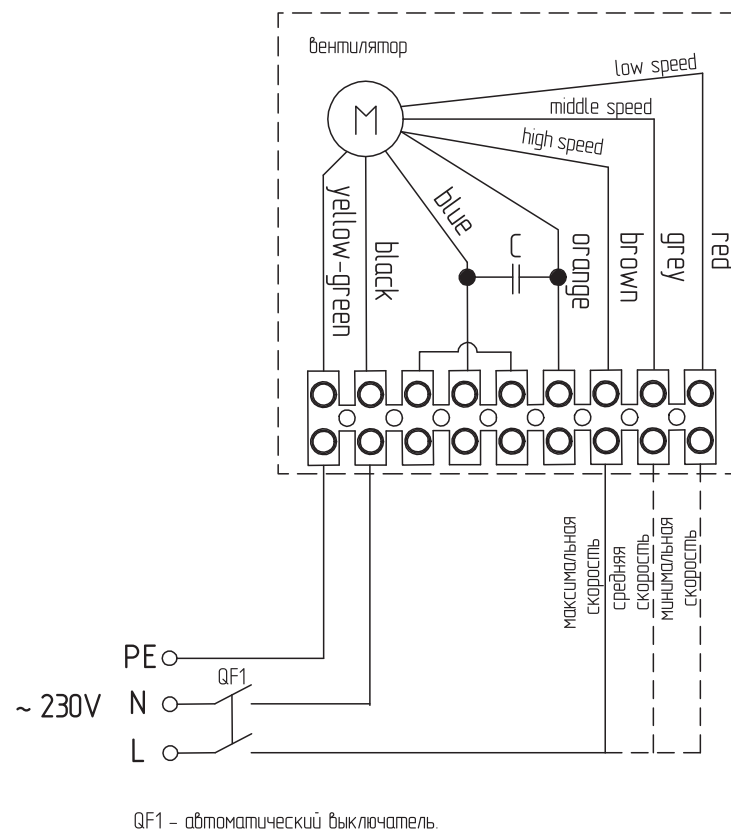 вентилятор
low speed
middle speed
high speed
M
yellow-green
black
blue
C
orange
brown
grey
red
максимальная
скорость
средняя
скорость
минимальная
скорость
PE
QF1
~ 230V
N
L
QF1 - автоматический выключатель.